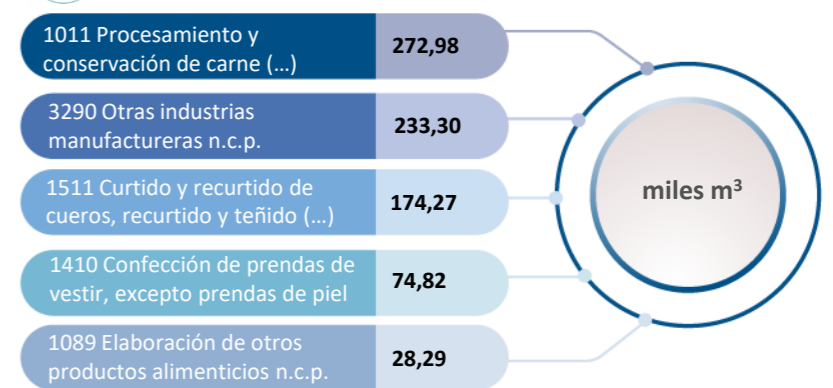 1011 Procesamiento y
conservación de carne (…)
272,98
3290 Otras industrias
manufactureras n.c.p.
233,30
1511 Curtido y recurtido de
cueros, recurtido y teñido (…)
174,27
1410 Confección de prendas de
vestir, excepto prendas de piel
74,82
1089 Elaboración de otros
productos alimenticios n.c.p.
28,29
miles m³